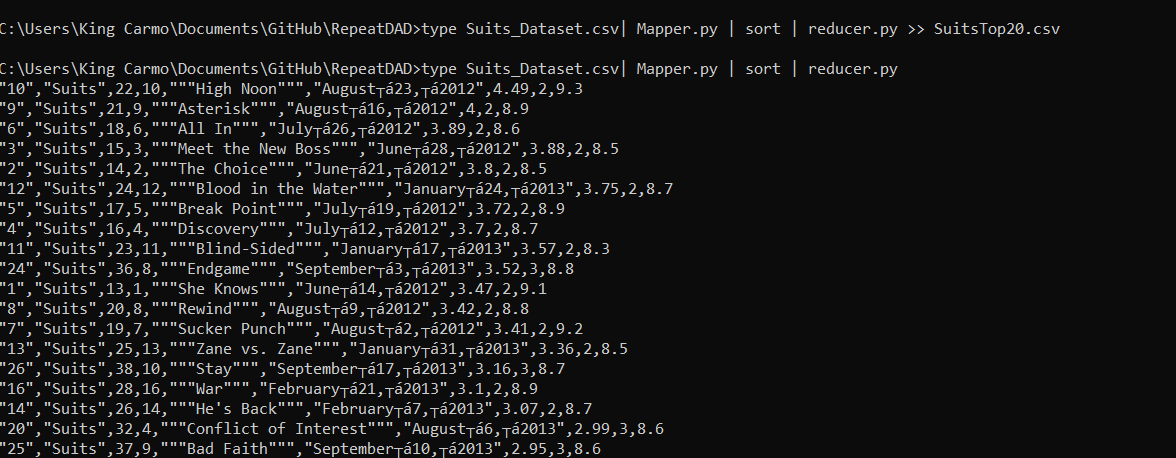 C:\Users\King Carmo\Documents\GitHub\RepeatDAD>type Suits_Dataset.csv| Mapper.py | sort | reducer.py >> SuitsTop20.csv
C:\Users\King Carmo\Documents\GitHub\RepeatDAD>type Suits_Dataset.csv| Mapper.py | sort | reducer.py
"10","Suits",22,10,"""High Noon""","August┬á23,┬á2012",4.49,2,9.3
"9","Suits",21,9,"""Asterisk""","August┬á16,┬á2012",4,2,8.9
"6","Suits",18,6,"""All In""","July┬á26,┬á2012",3.89,2,8.6
"3","Suits",15,3,"""Meet the New Boss""","June┬á28,┬á2012",3.88,2,8.5
"2","Suits",14,2,"""The Choice""","June┬á21,┬á2012",3.8,2,8.5
"12","Suits",24,12,"""Blood in the Water""","January┬á24,┬á2013",3.75,2,8.7
"5","Suits",17,5,"""Break Point""","July┬á19,┬á2012",3.72,2,8.9
"4","Suits",16,4,"""Discovery""","July┬á12,┬á2012",3.7,2,8.7
"11","Suits",23,11,"""Blind-Sided""","January┬á17,┬á2013",3.57,2,8.3
"24","Suits",36,8,"""Endgame""","September┬á3,┬á2013",3.52,3,8.8
"1","Suits",13,1,"""She Knows""","June┬á14,┬á2012",3.47,2,9.1
"8","Suits",20,8,"""Rewind""","August┬á9,┬á2012",3.42,2,8.8
"7","Suits",19,7,"""Sucker Punch""","August┬á2,┬á2012",3.41,2,9.2
"13","Suits",25,13,"""Zane vs. Zane""","January┬á31,┬á2013",3.36,2,8.5
"26","Suits",38,10,"""Stay""","September┬á17,┬á2013",3.16,3,8.7
"16","Suits",28,16,"""War""","February┬á21,┬á2013",3.1,2,8.9
"14","Suits",26,14,"""He's Back""","February┬á7,┬á2013",3.07,2,8.7
"20","Suits",32,4,"""Conflict of Interest""","August┬á6,┬á2013",2.99,3,8.6
"25","Suits",37,9,"""Bad Faith""","September┬á10,┬á2013",2.95,3,8.6